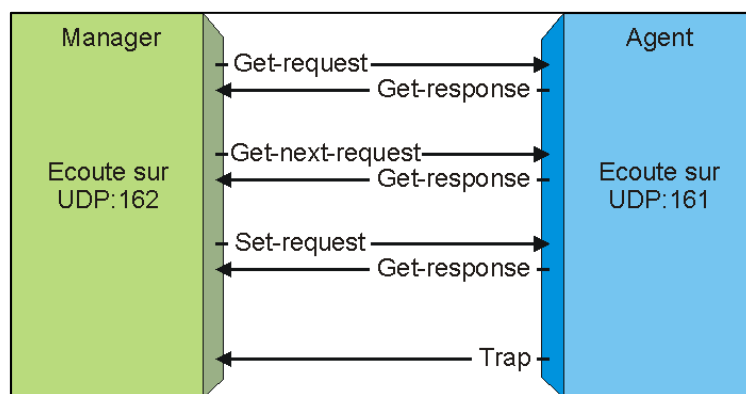 Manager
Agent
Get-request
Get-response
Get-next-request
Get-response
Ecoute sur
UDP:162
Ecoute sur
UDP:161
Set-request
Get-response
Trap